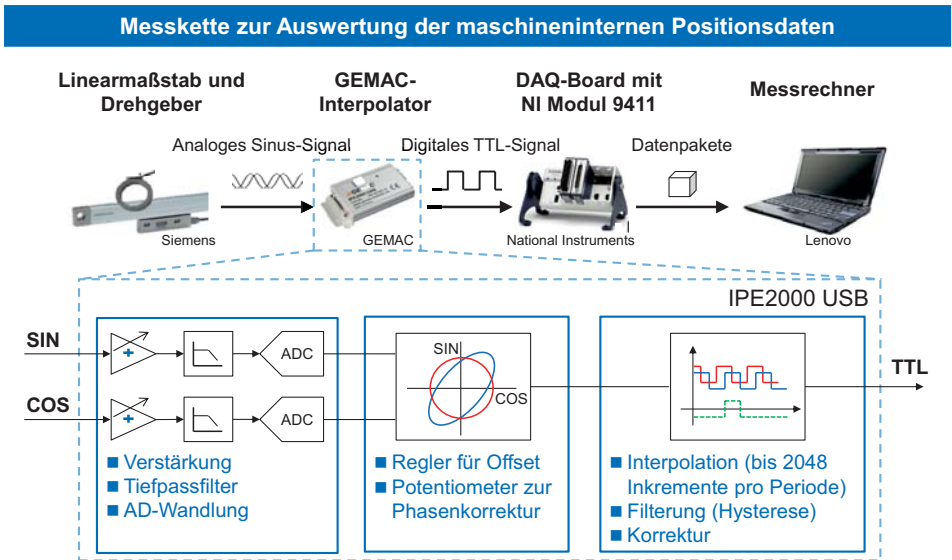 Messkette zur Auswertung der maschineninternen Positionsdaten
Linearmaßstab und
Drehgeber
GEMAC-
Interpolator
DAQ-Board mit
NI Modul 9411
Messrechner
Analoges Sinus-Signal
Digitales TTL-Signal
Datenpakete
Siemens
GEMAC
National Instruments
Lenovo
IPE2000 USB
SIN
ADC
COS
ADC
SIN
COS
TTL
■ Verstärkung
■ Tiefpassfilter
■ AD-Wandlung
■ Regler für Offset
■ Potentiometer zur
Phasenkorrektur
■ Interpolation (bis 2048
Inkremente pro Periode)
■ Filterung (Hysterese)
■ Korrektur